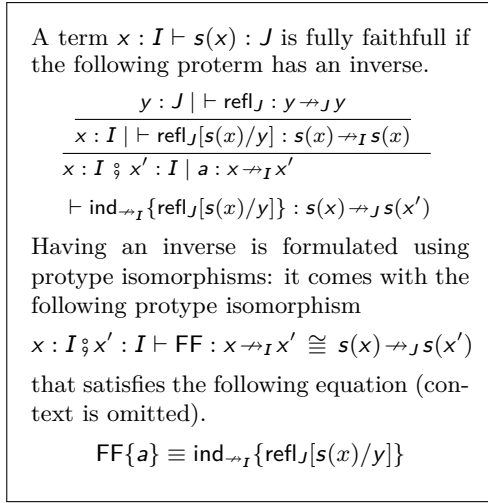 A term x : I ⊢ s(x) : J is fully faithfull if
the following proterm has an inverse.
y : J | ⊢ refl_J : y ⇸_J y
x : I | ⊢ refl_J[s(x)/y] : s(x) ⇸_I s(x)
x : I ⨟ x′ : I | a : x ⇸_I x′
⊢ ind_{⇸_I}{refl_J[s(x)/y]} : s(x) ⇸_J s(x′)
Having an inverse is formulated using
protype isomorphisms: it comes with the
following protype isomorphism
x : I ⨟ x′ : I ⊢ FF : x ⇸_I x′ ≅ s(x) ⇸_J s(x′)
that satisfies the following equation (con-
text is omitted).
FF{a} ≡ ind_{⇸_I}{refl_J[s(x)/y]}